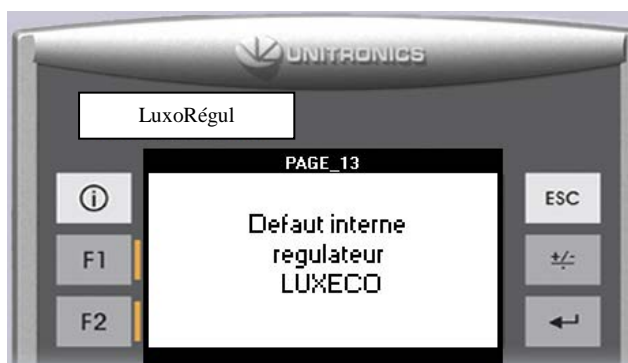 UNITRONICS
LuxoRégul
PAGE_13
ESC
Defaut interne
F1
regulateur
+/-
LUXECO
F2